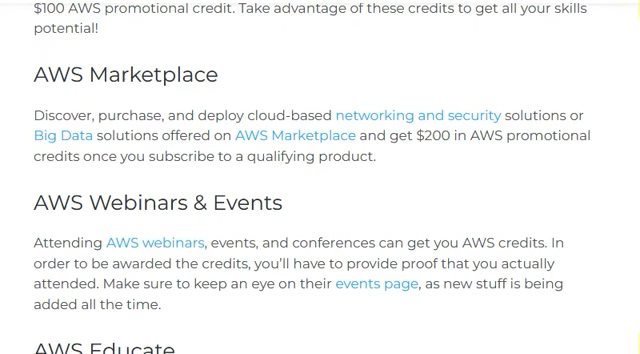 $100 AWS promotional credit. Take advantage of these credits to get all your skills
potential!
AWS Marketplace
Discover, purchase, and deploy cloud-based networking and security solutions or
Big Data solutions offered on AWS Marketplace and get $200 in AWS promotional
credits once you subscribe to a qualifying product.
AWS Webinars & Events
Attending AWS webinars, events, and conferences can get you AWS credits. In
order to be awarded the credits, you’ll have to provide proof that you actually
attended. Make sure to keep an eye on their events page, as new stuff is being
added all the time.
AWS Educate